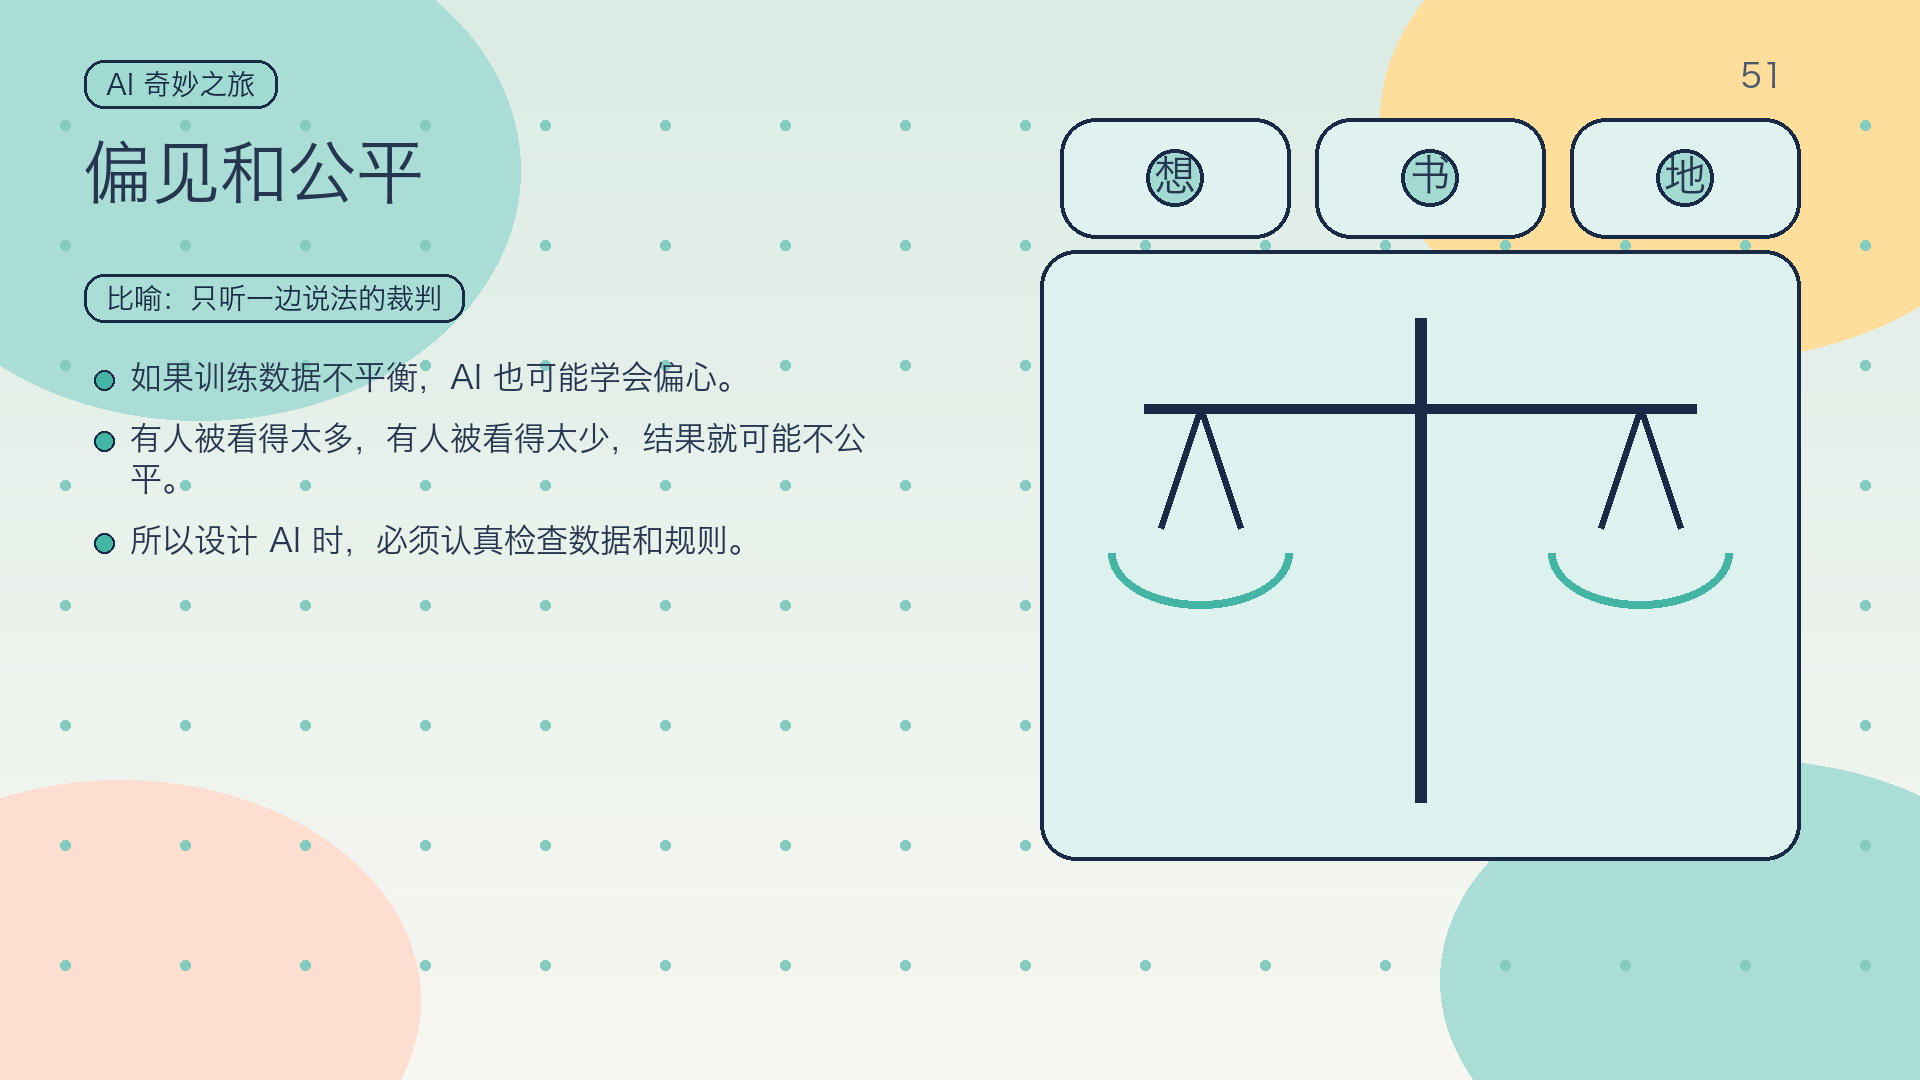 AI 奇妙之旅
51
偏见和公平
想
书
地
比喻：只听一边说法的裁判
如果训练数据不平衡，AI 也可能学会偏心。
有人被看得太多，有人被看得太少，结果就可能不公
平。
所以设计 AI 时，必须认真检查数据和规则。